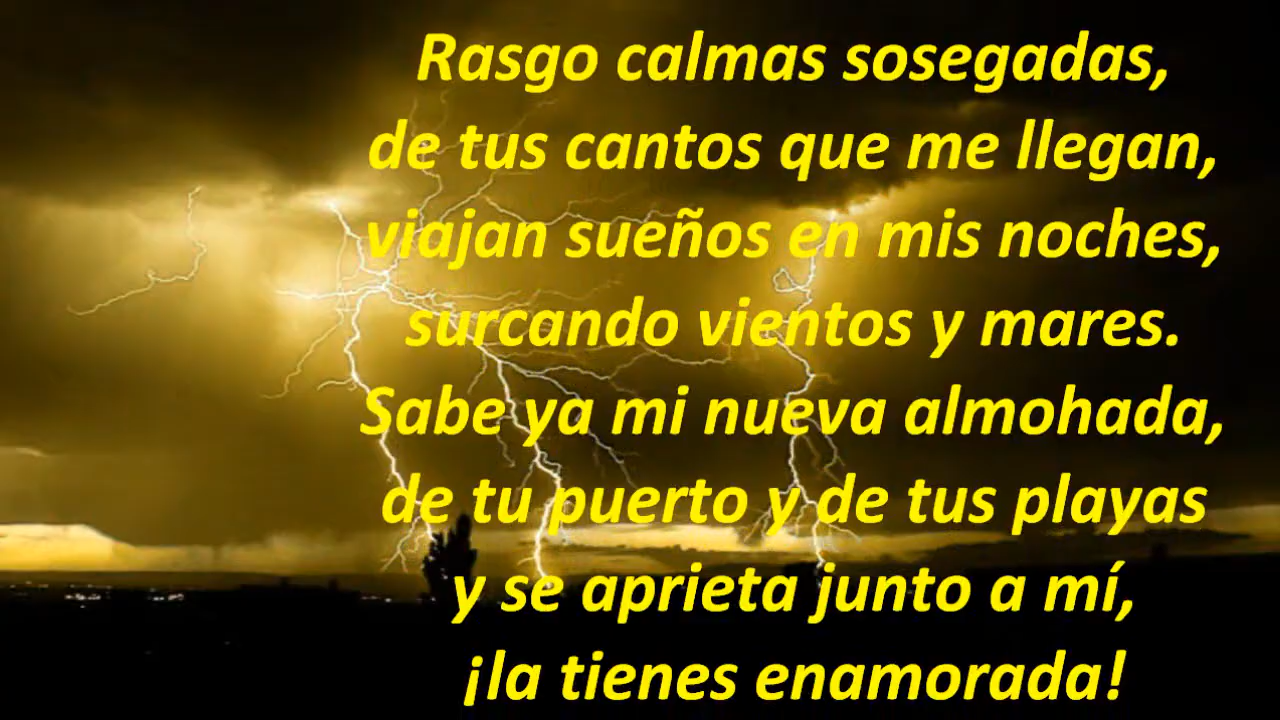 Rasgo calmas sosegadas,
de tus cantos que me llegan,
viajan sueños en mis noches,
surcando vientos y mares.
Sabe ya mi nueva almohada,
de tu puerto y de tus playas
y se aprieta junto a mí,
¡la tienes enamorada!